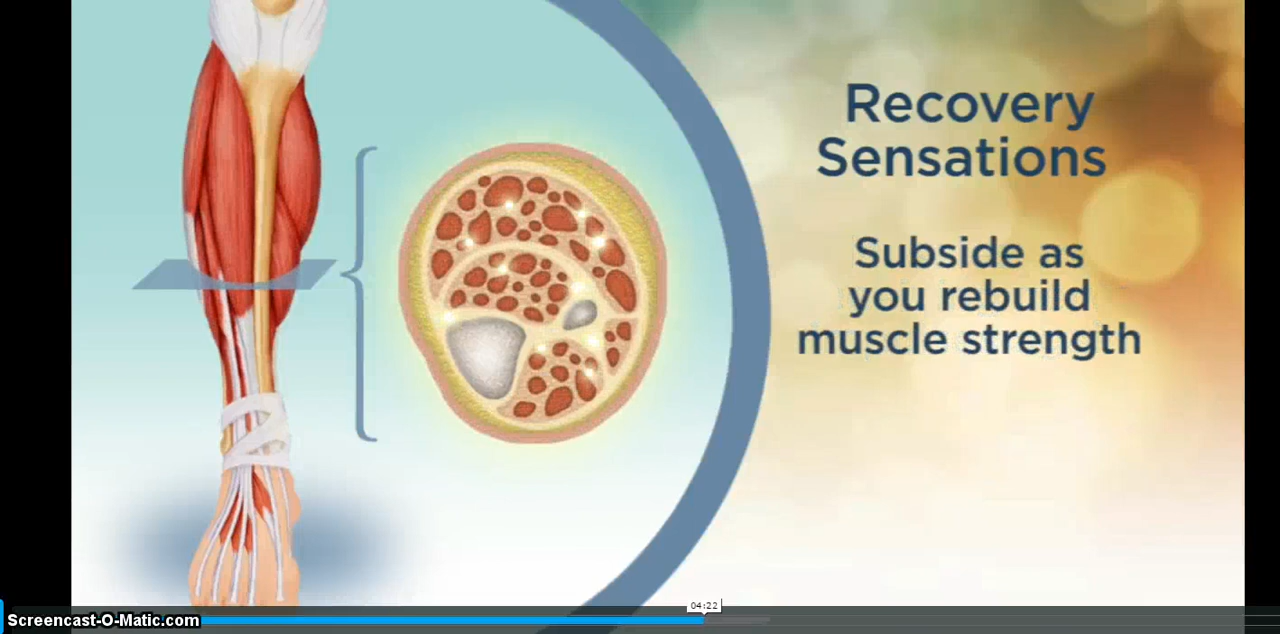 Recovery
Sensations
Subside as
you rebuild
muscle strength
04:22
Screencast-O-Matic.com